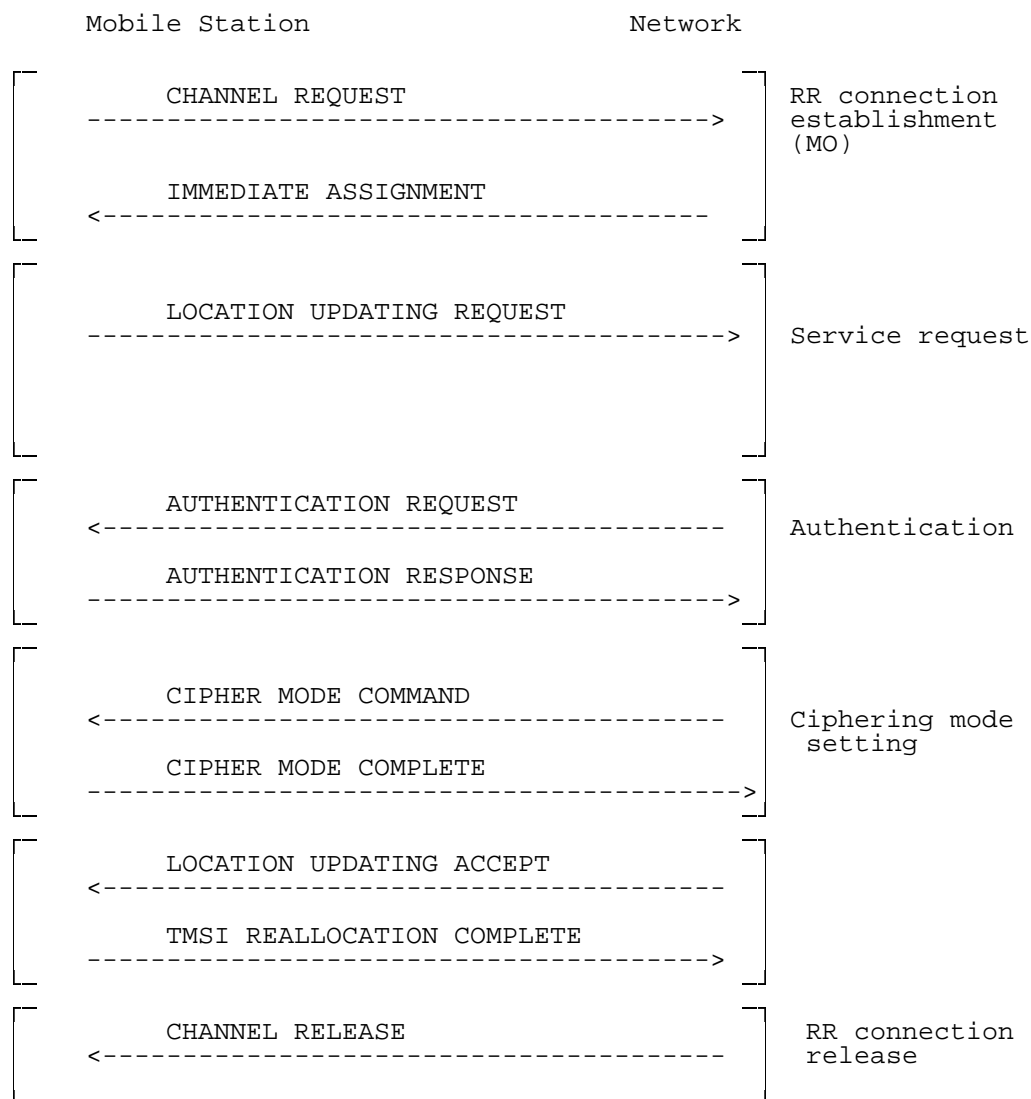 Mobile Station Network
CHANNEL REQUEST RR connection
---------------------------------------> establishment
(MO)
IMMEDIATE ASSIGNMENT
<--------------------------------------
LOCATION UPDATING REQUEST
----------------------------------------> Service request
AUTHENTICATION REQUEST
<--------------------------------------- Authentication
AUTHENTICATION RESPONSE
---------------------------------------->
CIPHER MODE COMMAND
<--------------------------------------- Ciphering mode
setting
CIPHER MODE COMPLETE
----------------------------------------->
LOCATION UPDATING ACCEPT
<---------------------------------------
TMSI REALLOCATION COMPLETE
--------------------------------------->
CHANNEL RELEASE RR connection
<--------------------------------------- release